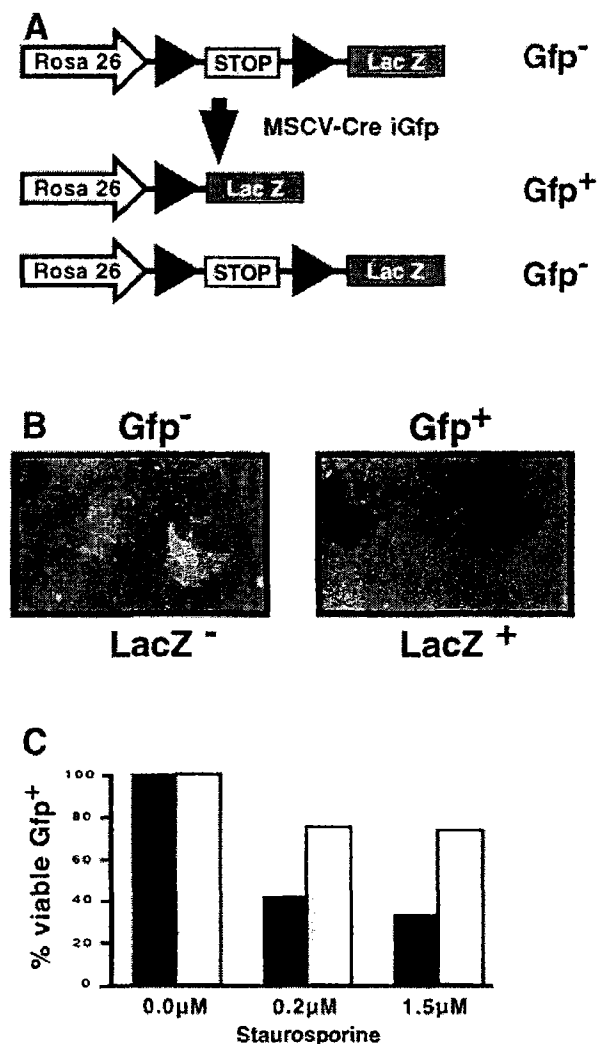 A
Rosa 26 STOP Lac Z Gfp-
MSCV-Cre iGfp
Rosa 26 Lac Z Gfp+
Rosa 26 STOP Lac Z Gfp-
B Gfp- Gfp+
LacZ - LacZ +
C
% viable Gfp+
100
80
60
40
20
0
0.0µM 0.2µM 1.5µM
Staurosporine